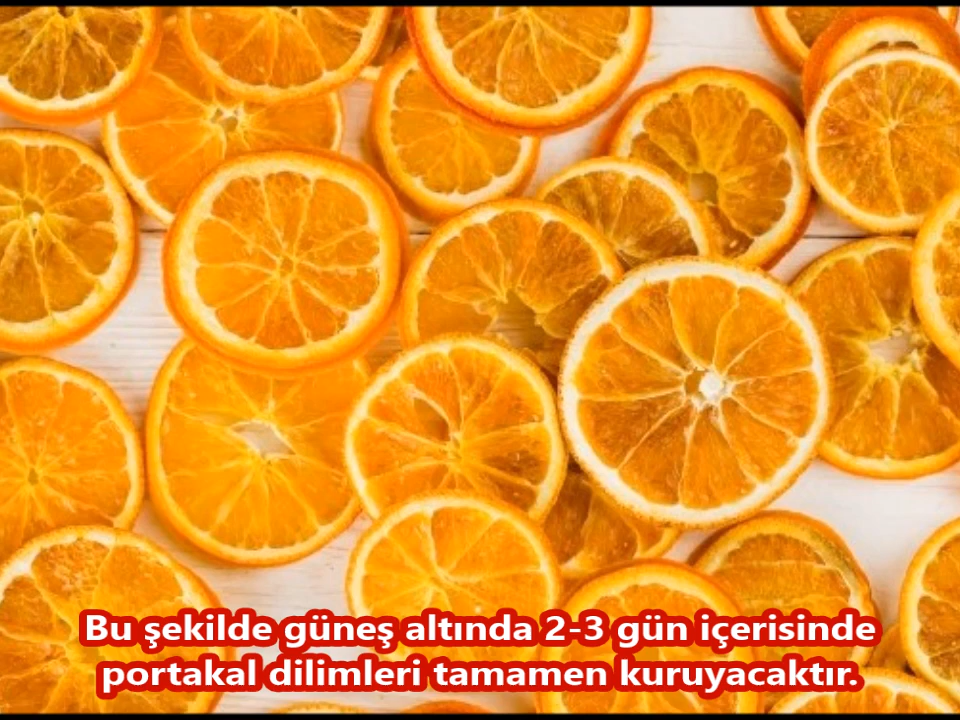 Bu şekilde güneş altında 2-3 gün içerisinde
portakal dilimleri tamamen kuruyacaktır.